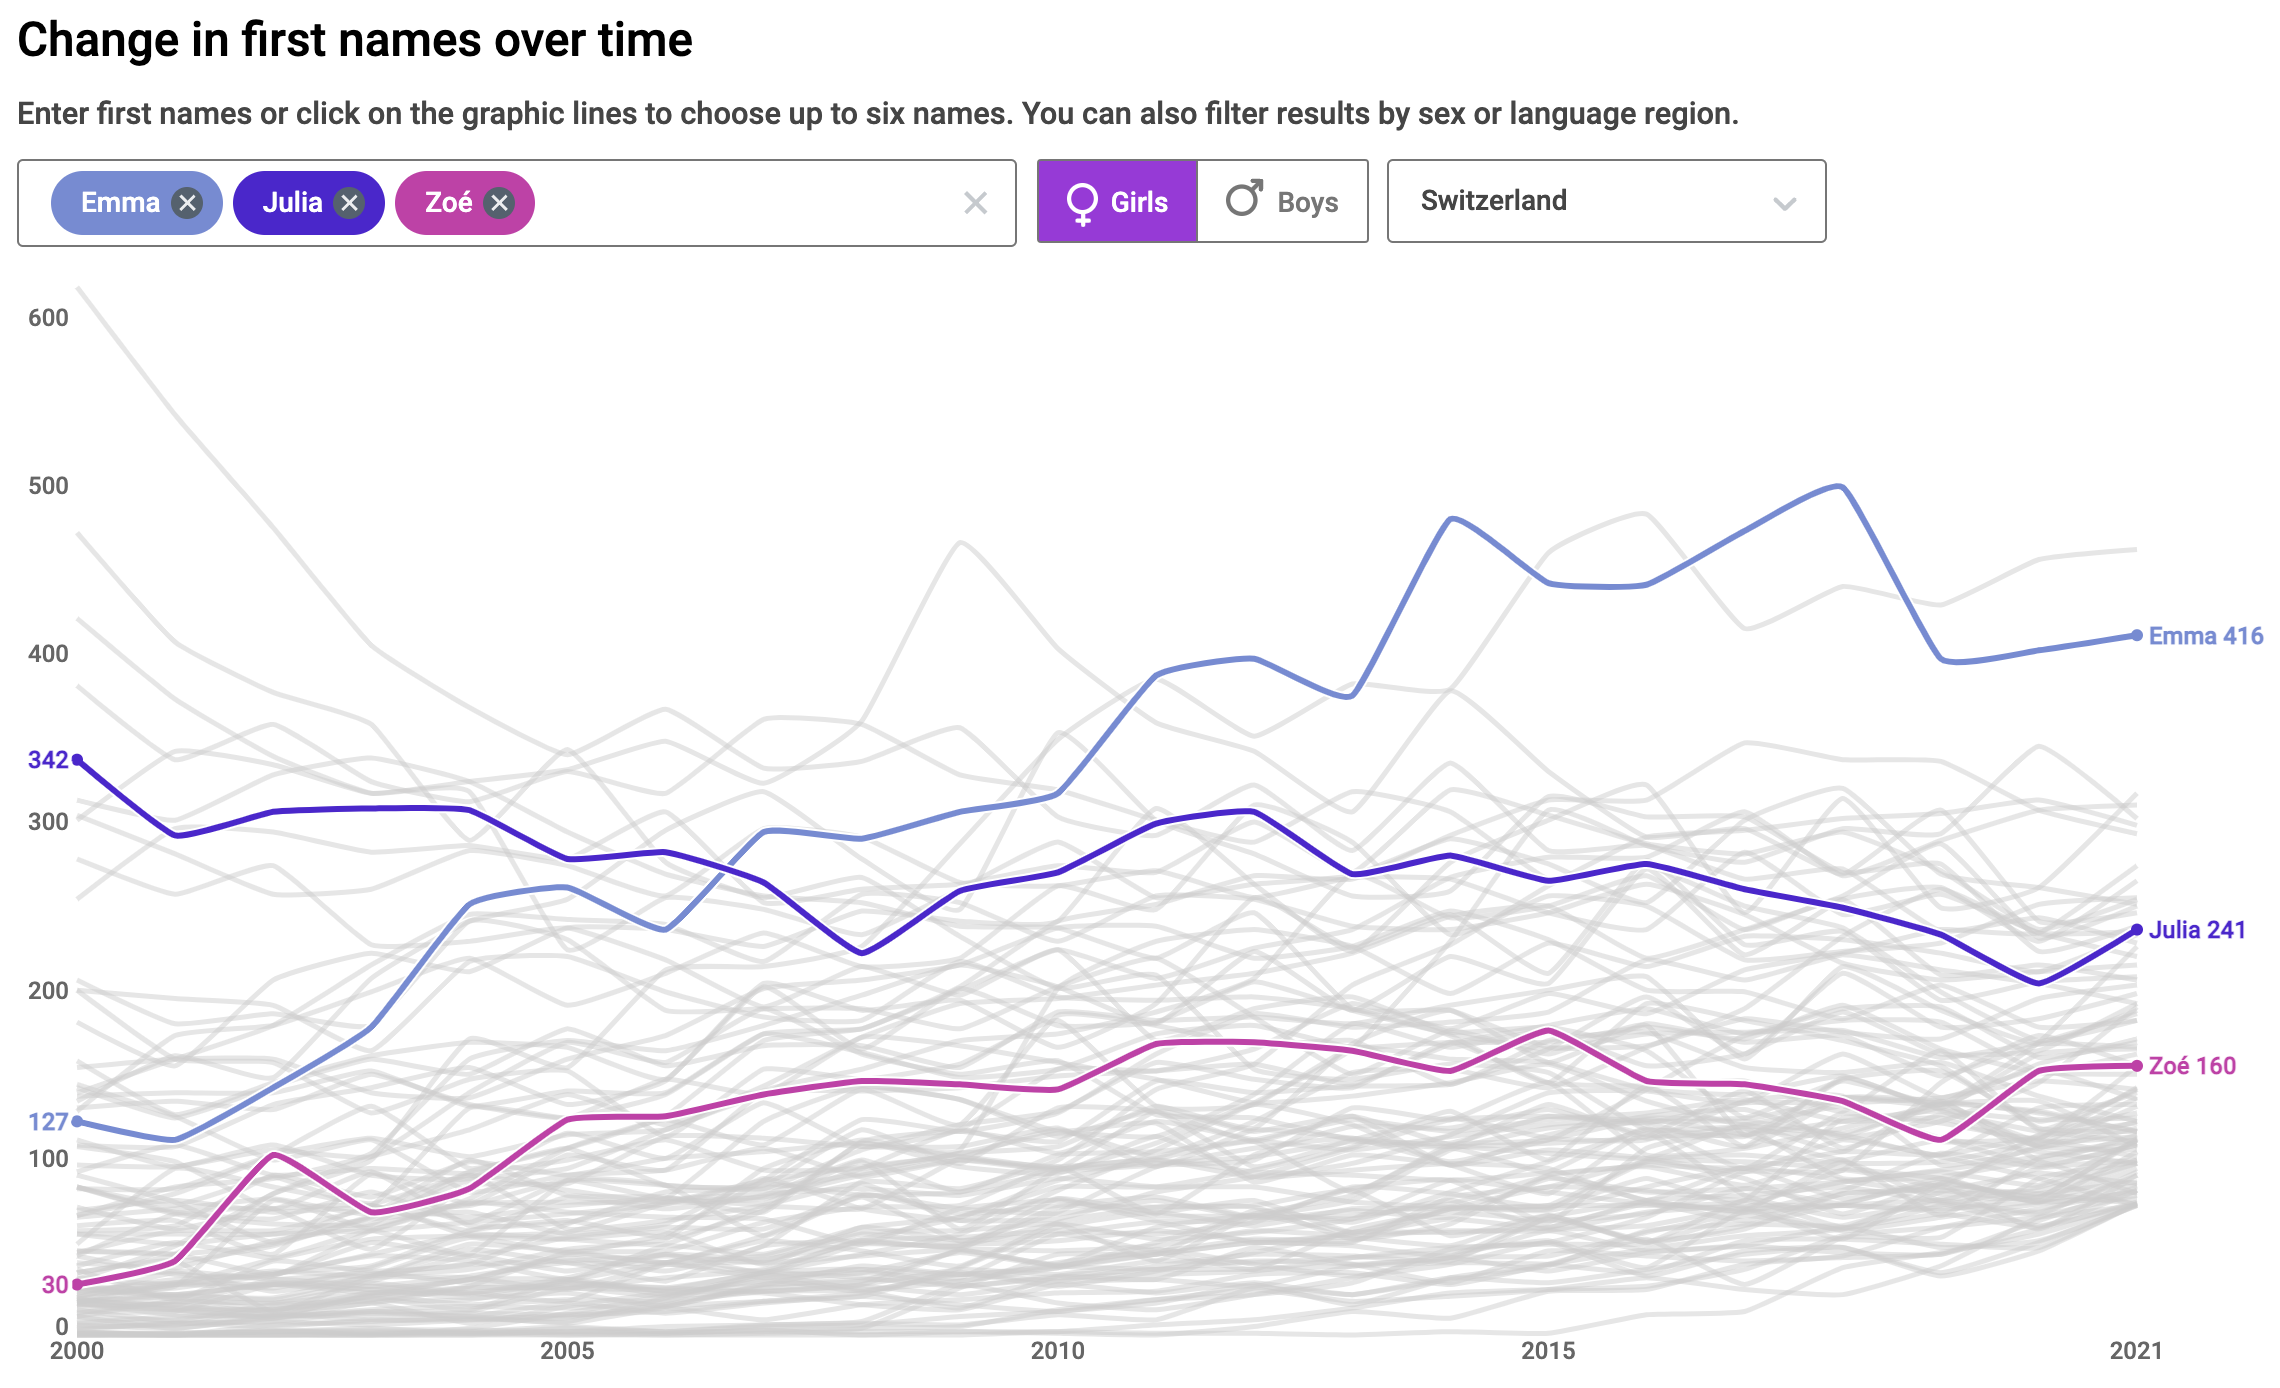 Change in first names over time
Enter first names or click on the graphic lines to choose up to six names. You can also filter results by sex or language region.
Emma Julia Zoé Girls Boys Switzerland
600
500
400
342
300
200
127
100
30
0
Emma 416
Julia 241
Zoé 160
2000 2005 2010 2015 2021